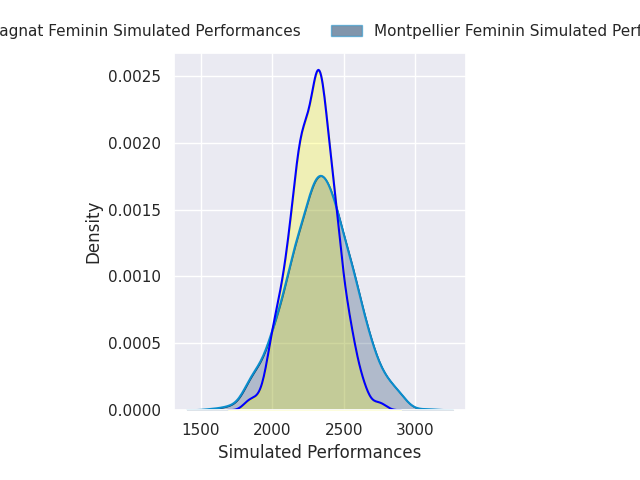 agnat Feminin Simulated Performances Montpellier Feminin Simulated Perf
0.0025
0.0020
0.0015
0.0010
0.0005
0.0000
Density
1500 2000 2500 3000
Simulated Performances